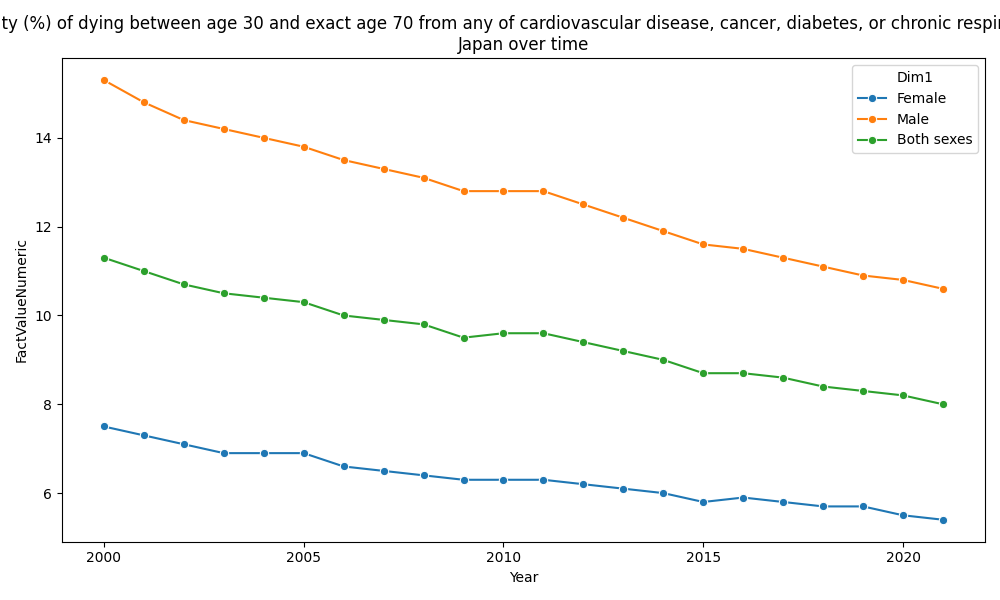 ty (%) of dying between age 30 and exact age 70 from any of cardiovascular disease, cancer, diabetes, or chronic respir
Japan over time
Dim1
Female
Male
Both sexes
FactValueNumeric
14
12
10
8
6
2000 2005 2010 2015 2020
Year